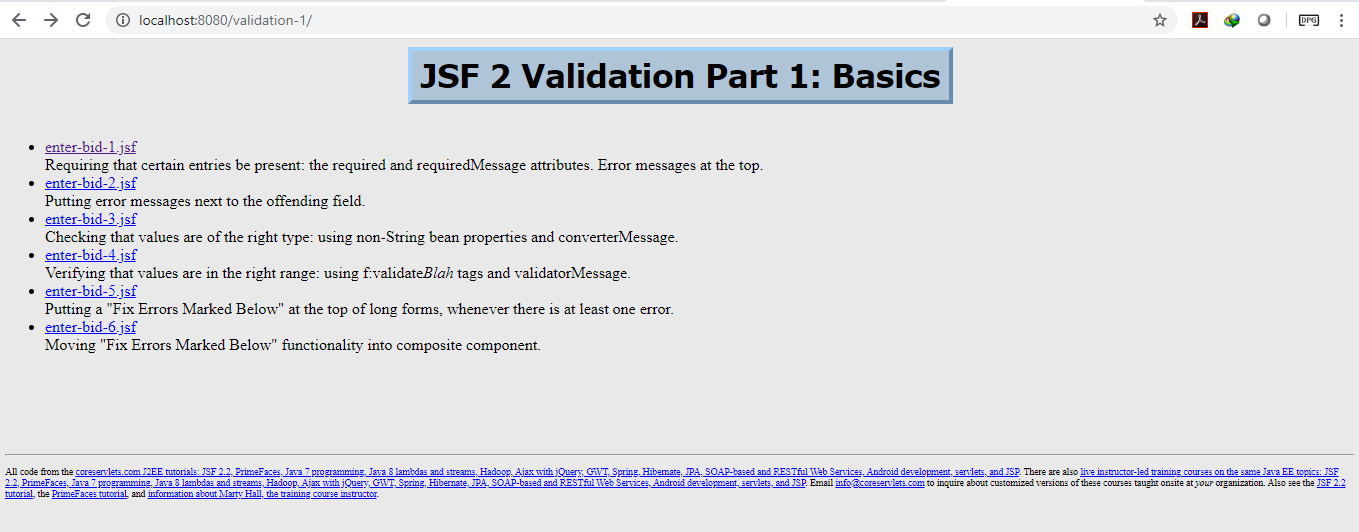 localhost:8080/validation-1/
DPG
JSF 2 Validation Part 1: Basics
enter-bid-1.jsf
Requiring that certain entries be present: the required and requiredMessage attributes. Error messages at the top.
enter-bid-2.jsf
Putting error messages next to the offending field.
enter-bid-3.jsf
Checking that values are of the right type: using non-String bean properties and converterMessage.
enter-bid-4.jsf
Verifying that values are in the right range: using f:validateBlah tags and validatorMessage.
enter-bid-5.jsf
Putting a "Fix Errors Marked Below" at the top of long forms, whenever there is at least one error.
enter-bid-6.jsf
Moving "Fix Errors Marked Below" functionality into composite component.
All code from the coreservlets.com J2EE tutorials: JSF 2.2, PrimeFaces, Java 7 programming, Java 8 lambdas and streams, Hadoop, Ajax with jQuery, GWT, Spring, Hibernate, JPA, SOAP-based and RESTful Web Services, Android development, servlets, and JSP. There are also live instructor-led training courses on the same Java EE topics: JSF
2.2, PrimeFaces, Java 7 programming, Java 8 lambdas and streams, Hadoop, Ajax with jQuery, GWT, Spring, Hibernate, JPA, SOAP-based and RESTful Web Services, Android development, servlets, and JSP. Email info@coreservlets.com to inquire about customized versions of these courses taught onsite at your organization. Also see the JSF 2.2
tutorial, the PrimeFaces tutorial, and information about Marty Hall, the training course instructor.